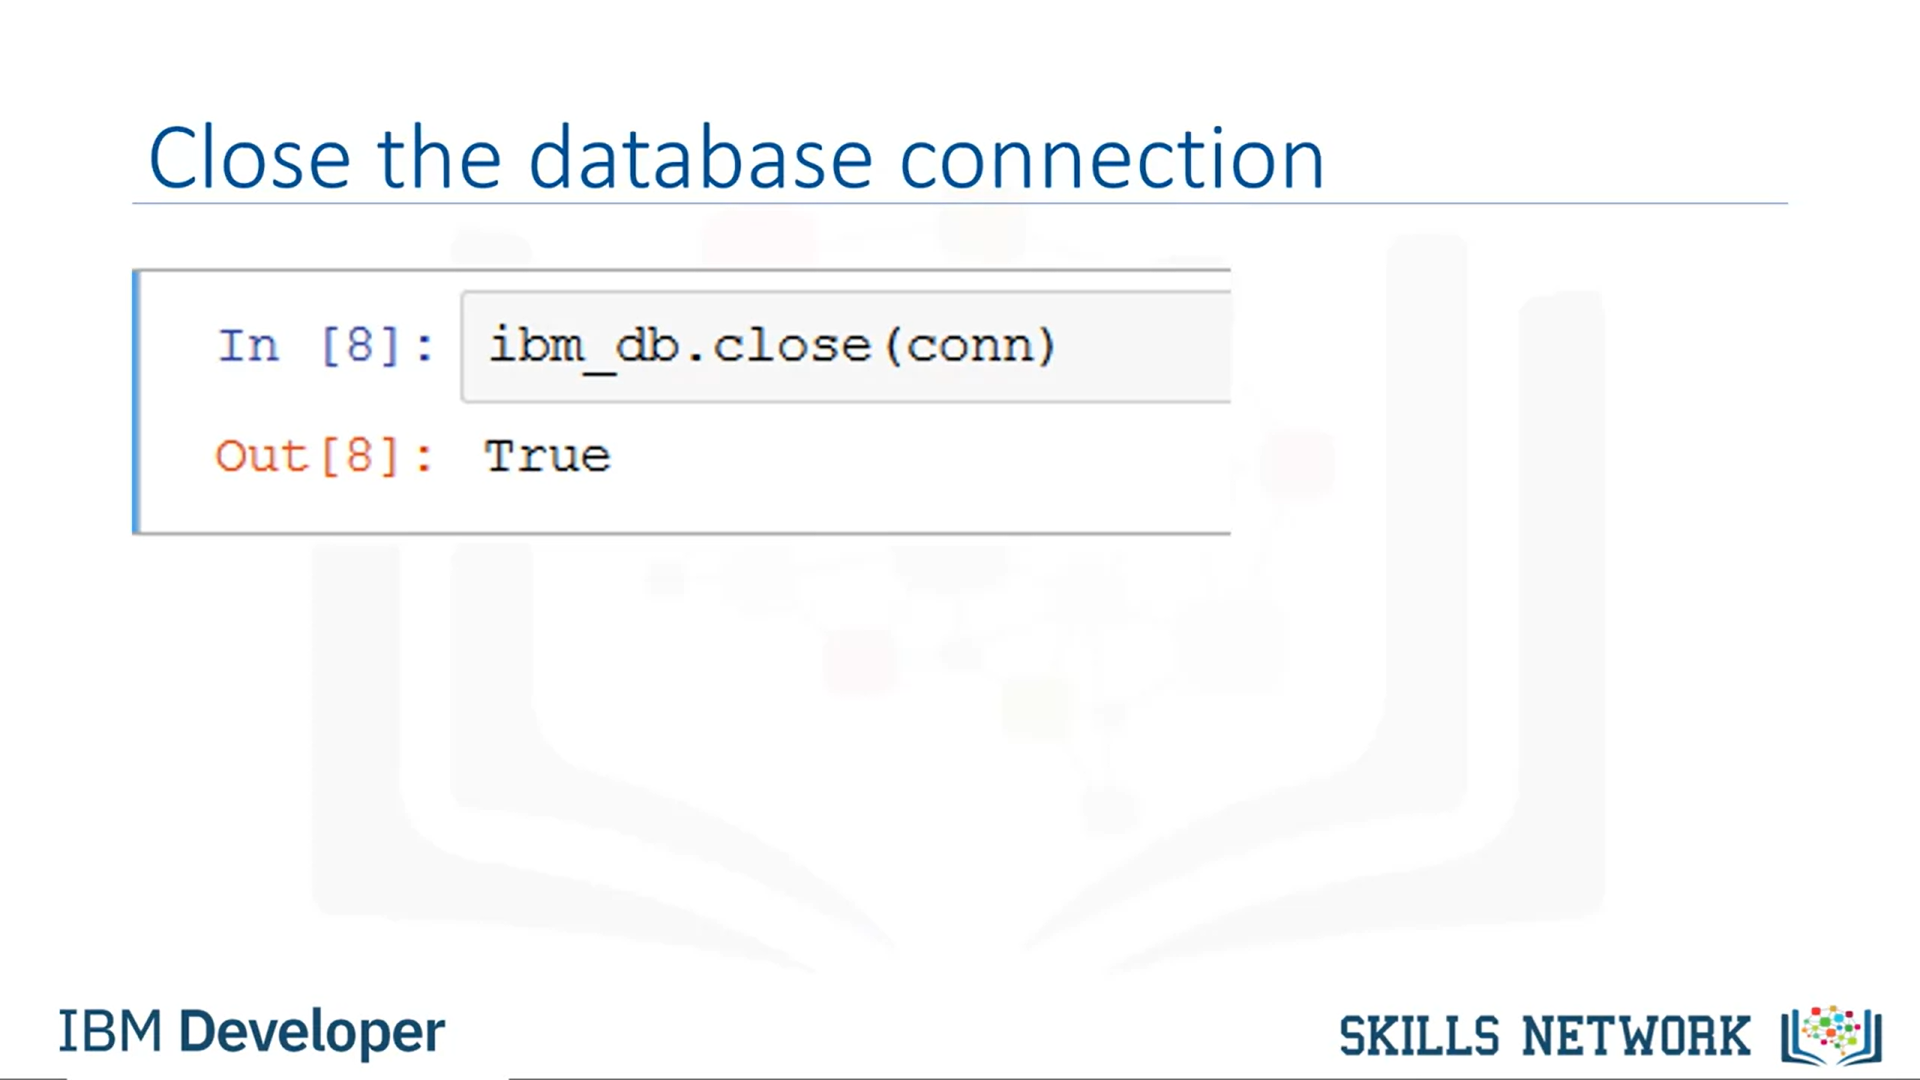 Close the database connection
In [8]: ibm_db.close(conn)
Out[8]: True
IBM Developer
SKILLS NETWORK